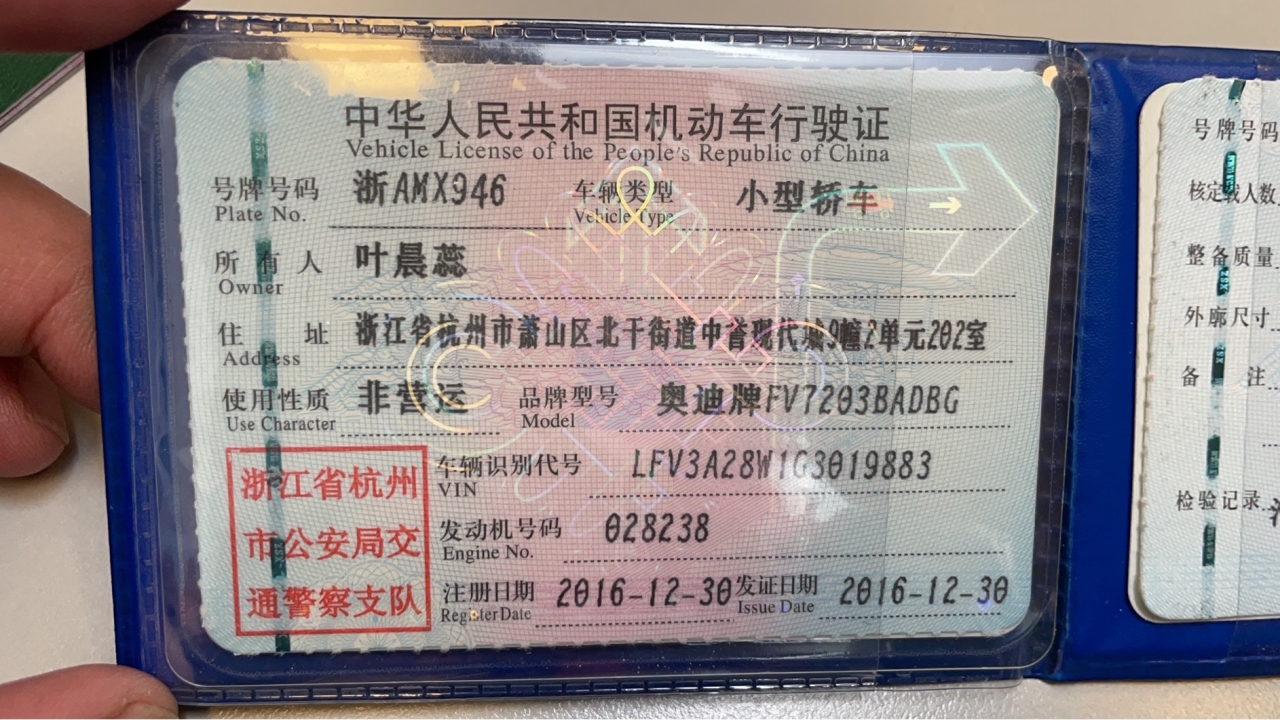 中华人民共和国机动车行驶证
Vehicle License of the People's Republic of China
号牌号码 浙AMX946 车辆类型 小型轿车
Plate No. Vehicle Type
所有人 叶晨蕊
Owner
住址 浙江省杭州市萧山区北干街道中誉现代城9幢2单元202室
Address
使用性质 非营运 品牌型号 奥迪牌FV7203BADBG
Use Character Model
浙江省杭州
市公安局交
通警察支队
车辆识别代号 LFV3A28W1G3019883
VIN
发动机号码 028238
Engine No.
注册日期 2016-12-30 发证日期 2016-12-30
Register Date Issue Date
号牌号码
核定载人数
整备质量
外廓尺寸
备注
检验记录